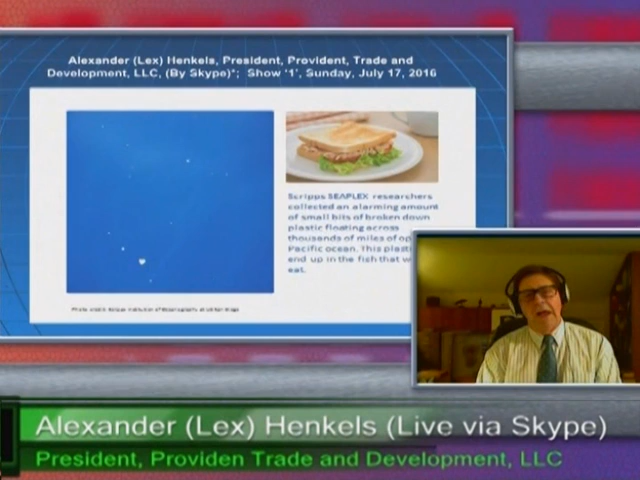 Alexander (Lex) Henkels, President, Provident, Trade and
Development, LLC, (By Skype)"; Show '1', Sunday, July 17, 2016
Scripps SEAPLEX researchers
collected an alarming amount
of small bits of broken down
plastic floating across
thousands of miles of op
Pacific ocean. This plasti
end up in the fish that w
eat.
Alexander (Lex) Henkels (Live via Skype)
President, Providen Trade and Development, LLC